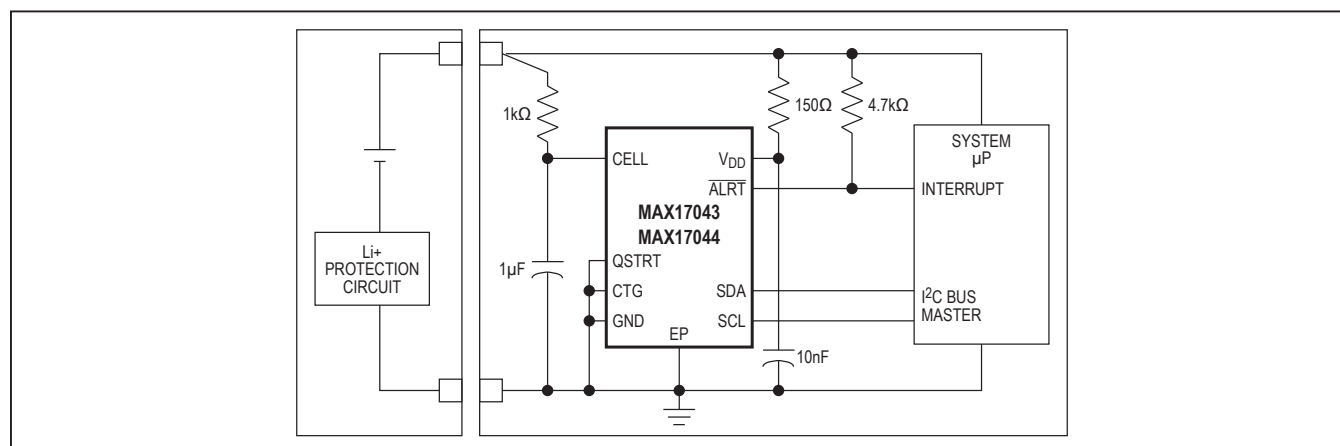 Li+
PROTECTION
CIRCUIT
1kΩ
1µF
CELL
QSTRT
CTG
GND
MAX17043
MAX17044
EP
VDD
ALRT
SDA
SCL
150Ω
4.7kΩ
10nF
SYSTEM
µP
INTERRUPT
I2C BUS
MASTER